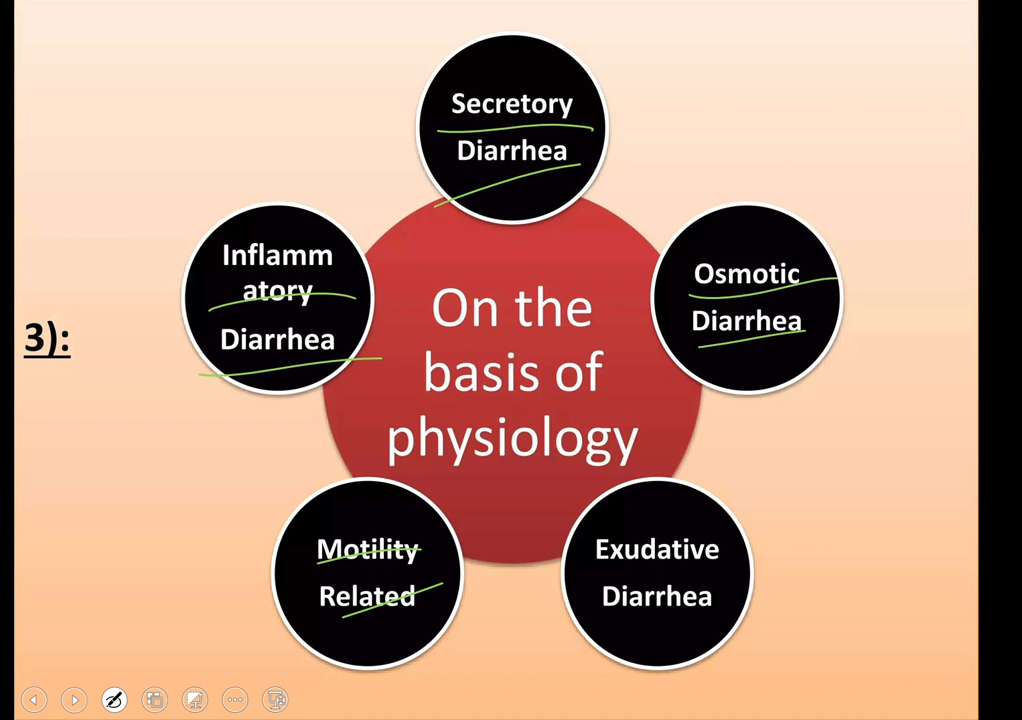 Secretory
Diarrhea
Inflamm
atory
Diarrhea
Osmotic
Diarrhea
3):
On the
basis of
physiology
Motility
Related
Exudative
Diarrhea